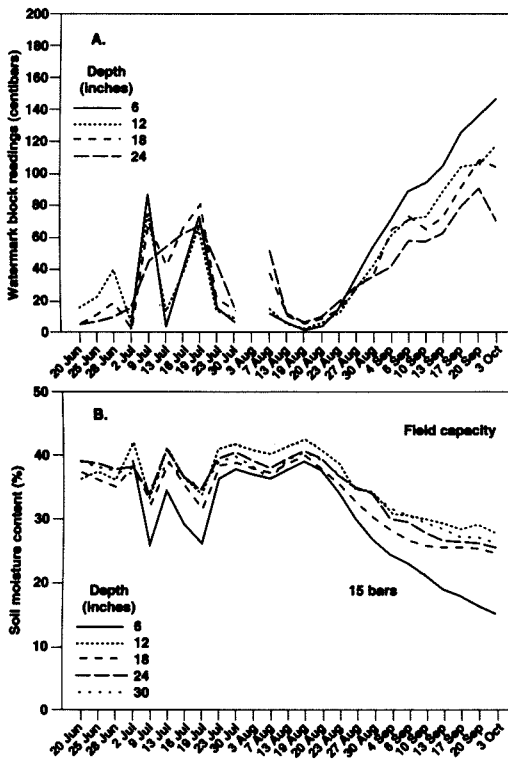 A.
Watermark block readings (centibars)
200
180
160
140
120
100
80
60
40
20
0
Depth
(inches)
6
12
18
24
20 Jun
25 Jun
28 Jun
2 Jul
9 Jul
13 Jul
16 Jul
19 Jul
23 Jul
30 Jul
3 Aug
7 Aug
13 Aug
19 Aug
20 Aug
23 Aug
27 Aug
30 Aug
4 Sep
6 Sep
10 Sep
13 Sep
17 Sep
20 Sep
3 Oct
B.
Field capacity
15 bars
Soil moisture content (%)
50
40
30
20
10
0
Depth
(inches)
6
12
18
24
30
20 Jun
25 Jun
28 Jun
2 Jul
9 Jul
13 Jul
16 Jul
19 Jul
23 Jul
30 Jul
3 Aug
7 Aug
13 Aug
19 Aug
20 Aug
23 Aug
27 Aug
30 Aug
4 Sep
6 Sep
10 Sep
13 Sep
17 Sep
20 Sep
3 Oct